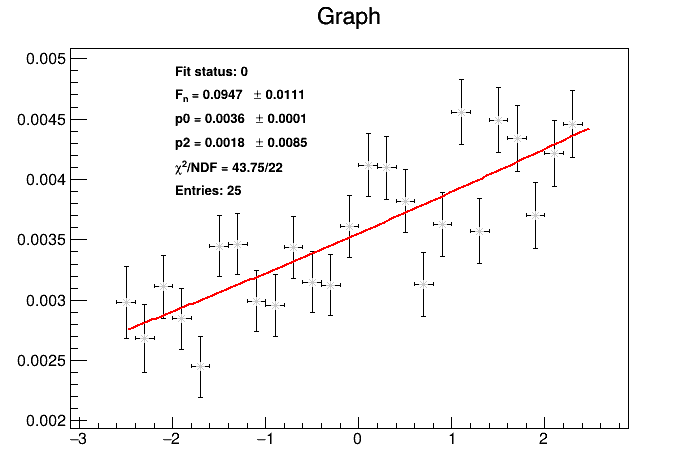 Graph
Fit status: 0
Fn = 0.0947 ± 0.0111
p0 = 0.0036 ± 0.0001
p2 = 0.0018 ± 0.0085
χ²/NDF = 43.75/22
Entries: 25
0.005
0.0045
0.004
0.0035
0.003
0.0025
0.002
−3 −2 −1 0 1 2